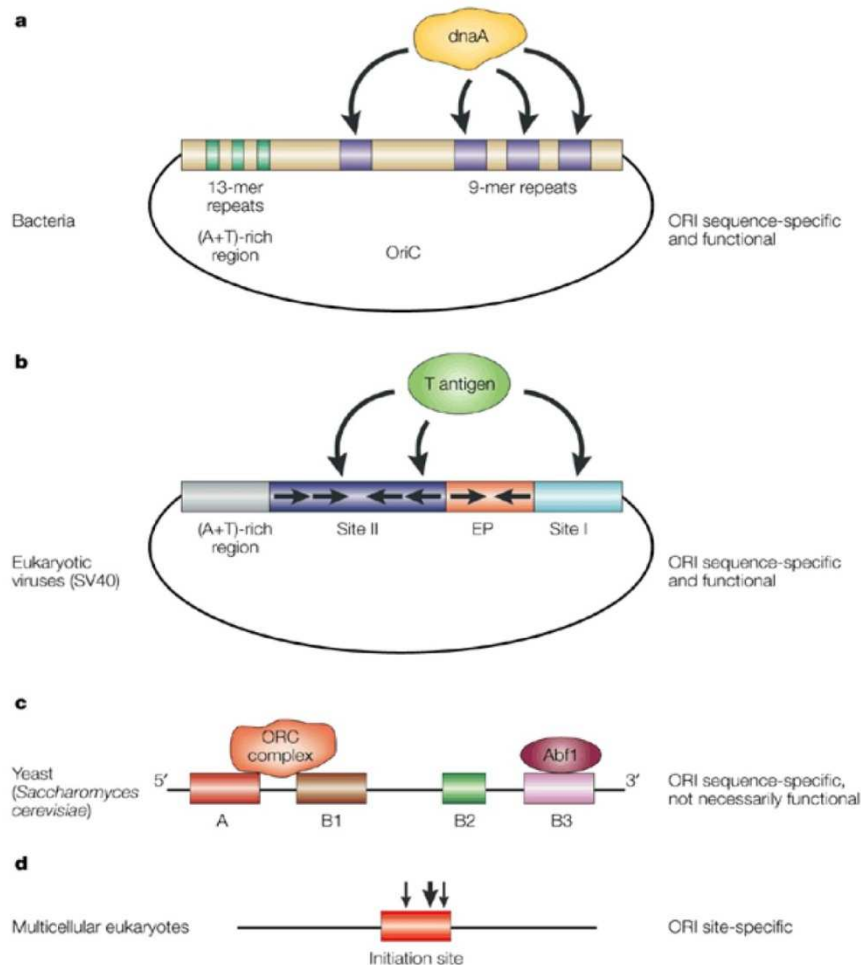 a
dnaA
13-mer
repeats
9-mer repeats
Bacteria
(A+T)-rich
region
OriC
ORI sequence-specific
and functional
b
T antigen
(A+T)-rich
region
Site II
EP
Site I
Eukaryotic
viruses (SV40)
ORI sequence-specific
and functional
c
ORC
complex
Abf1
Yeast
(Saccharomyces
cerevisiae)
5′
3′
ORI sequence-specific,
not necessarily functional
A
B1
B2
B3
d
Multicellular eukaryotes
ORI site-specific
Initiation site